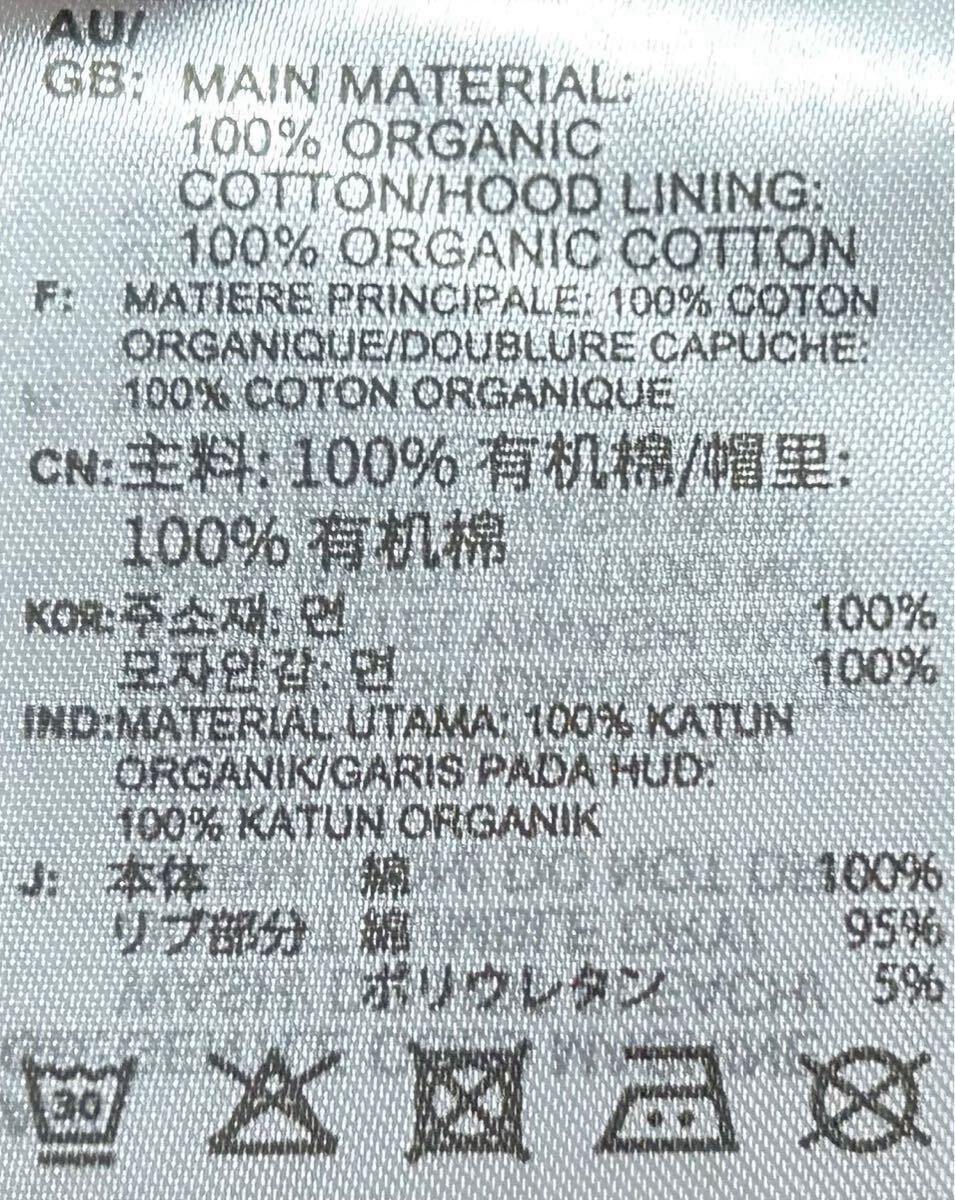 AU/
GB: MAIN MATERIAL:
100% ORGANIC
COTTON/HOOD LINING:
100% ORGANIC COTTON
F: MATIERE PRINCIPALE: 100% COTON
ORGANIQUE/DOUBLURE CAPUCHE:
100% COTON ORGANIQUE
CN: 主料: 100% 有机棉/帽里:
100% 有机棉
KOR: 주소재: 면 100%
모자안감: 면 100%
IND: MATERIAL UTAMA: 100% KATUN
ORGANIK/GARIS PADA HUD:
100% KATUN ORGANIK
J: 本体 綿 100%
リブ部分 綿 95%
ポリウレタン 5%
30